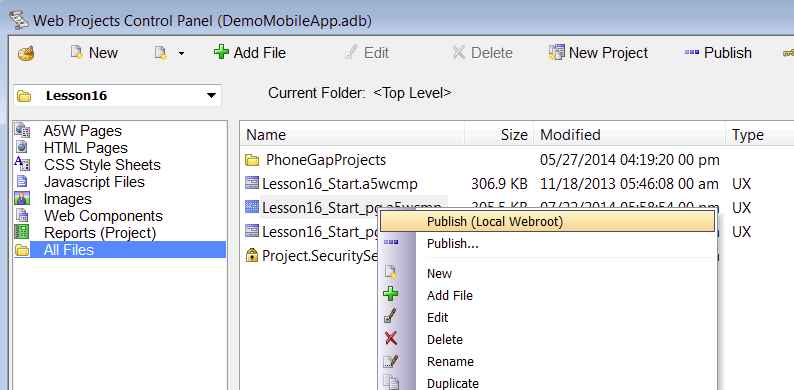 Web Projects Control Panel (DemoMobileApp.adb)
New Add File Edit Delete New Project Publish
Lesson16 Current Folder: <Top Level>
A5W Pages
HTML Pages
CSS Style Sheets
Javascript Files
Images
Web Components
Reports (Project)
All Files
Name Size Modified Type
PhoneGapProjects 05/27/2014 04:19:20 00 pm
Lesson16_Start.a5wcmp 306.9 KB 11/18/2013 05:46:08 00 am UX
Lesson16_Start_pg.a5wcmp 305.5 KB 07/22/2014 05:58:54 00 pm UX
Lesson16_Start_pg UX
Project.SecuritySe
Publish (Local Webroot)
Publish...
New
Add File
Edit
Delete
Rename
Duplicate